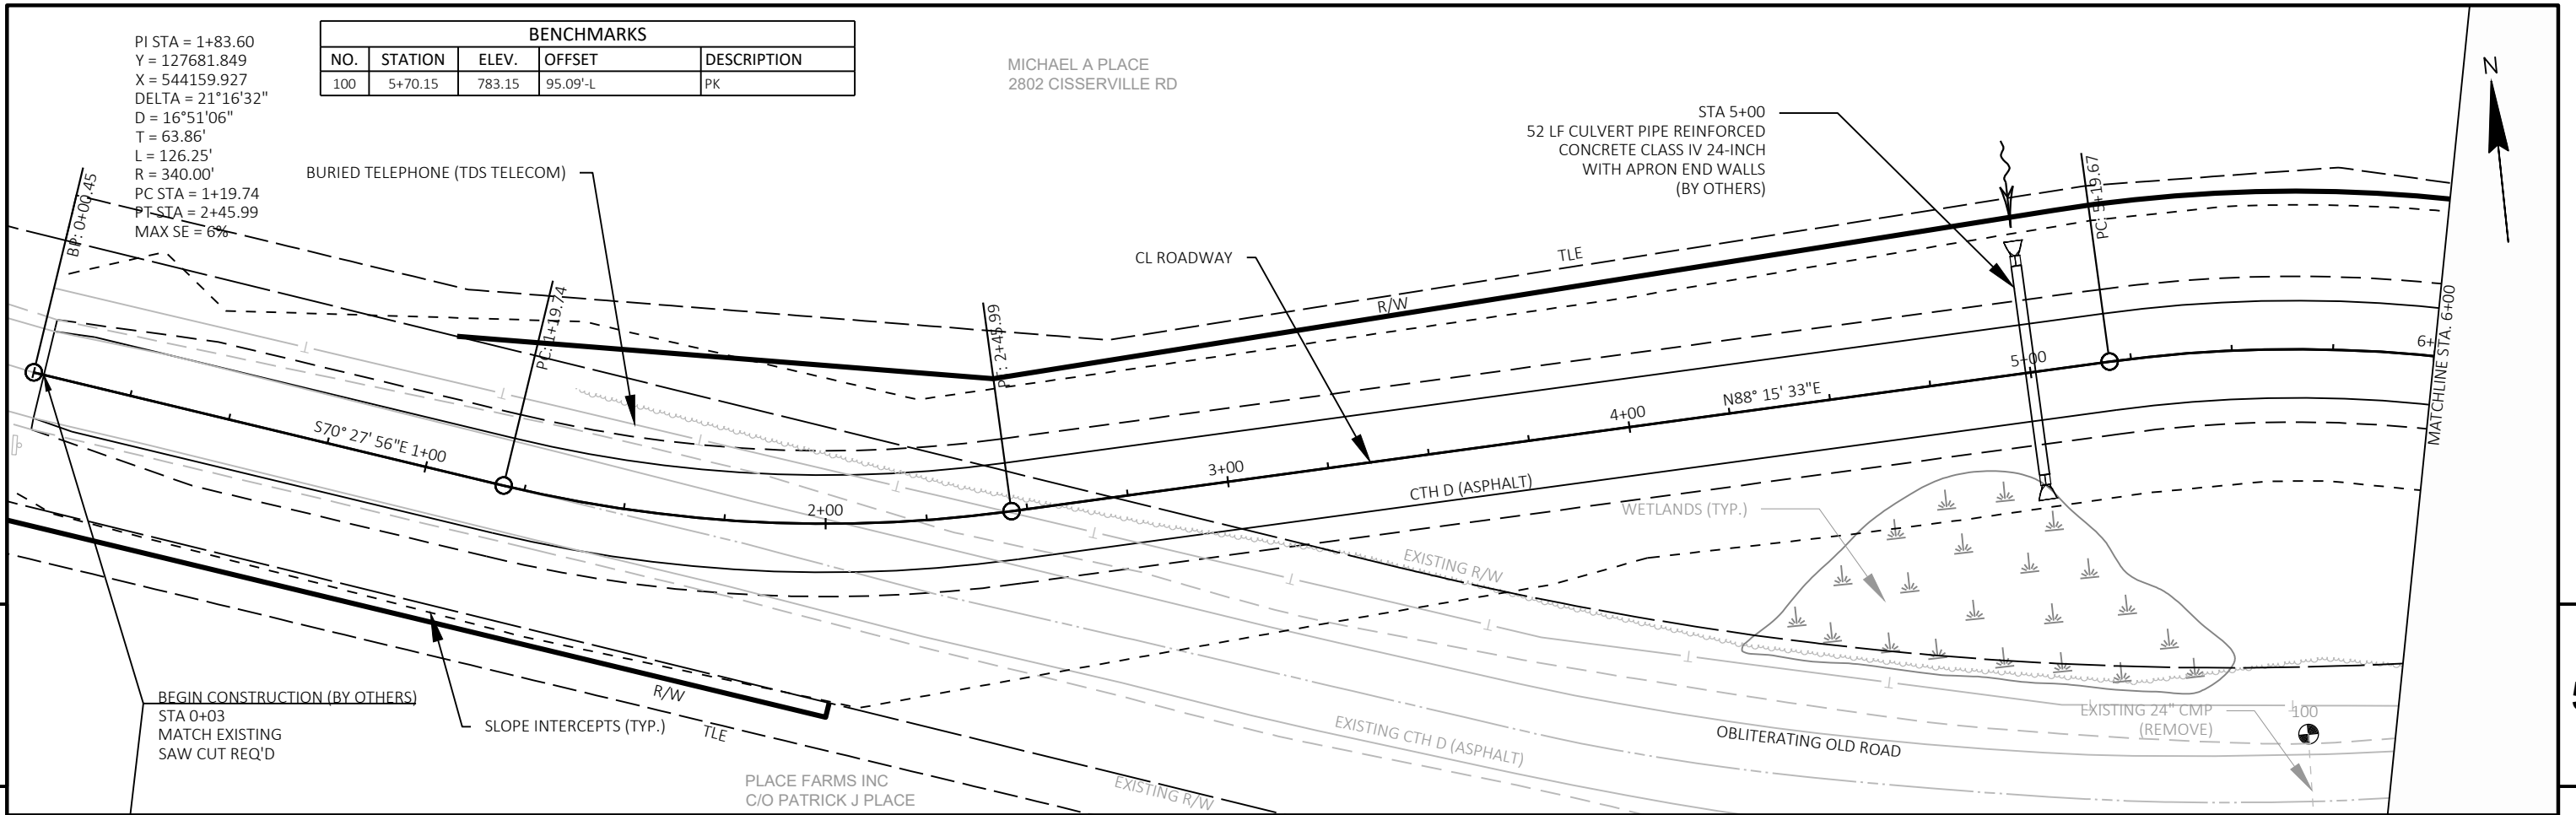 PI STA = 1+83.60
Y = 127681.849
X = 544159.927
DELTA = 21°16'32"
D = 16°51'06"
T = 63.86'
L = 126.25'
R = 340.00'
PC STA = 1+19.74
PT STA = 2+45.99
MAX SE = 6%
BENCHMARKS
NO. STATION ELEV. OFFSET DESCRIPTION
100 5+70.15 783.15 95.09'-L PK
MICHAEL A PLACE
2802 CISSERVILLE RD
STA 5+00
52 LF CULVERT PIPE REINFORCED
CONCRETE CLASS IV 24-INCH
WITH APRON END WALLS
(BY OTHERS)
N
BURIED TELEPHONE (TDS TELECOM)
BP: 0+00.45
PC: 1+19.74
PT: 2+45.99
PC: 5+19.67
CL ROADWAY
TLE
R/W
MATCHLINE STA. 6+00
S70° 27' 56"E
1+00
2+00
3+00
4+00
N88° 15' 33"E
5+00
6+
CTH D (ASPHALT)
WETLANDS (TYP.)
EXISTING R/W
BEGIN CONSTRUCTION (BY OTHERS)
STA 0+03
MATCH EXISTING
SAW CUT REQ'D
SLOPE INTERCEPTS (TYP.)
R/W
TLE
PLACE FARMS INC
C/O PATRICK J PLACE
EXISTING R/W
EXISTING CTH D (ASPHALT)
OBLITERATING OLD ROAD
EXISTING 24" CMP
(REMOVE)
100